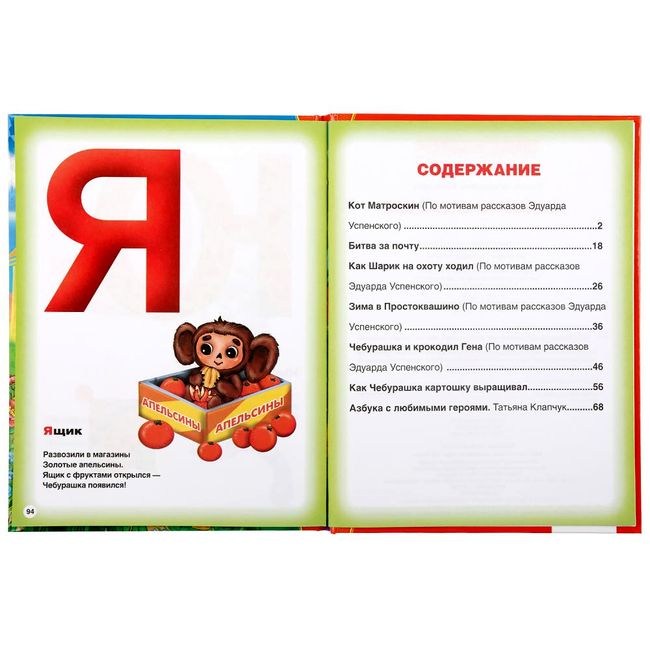 Я
АПЕЛЬСИНЫ
АПЕЛЬСИНЫ
Ящик
Развозили в магазины
Золотые апельсины.
Ящик с фруктами открылся —
Чебурашка появился!
94
СОДЕРЖАНИЕ
Кот Матроскин (По мотивам рассказов Эдуарда
Успенского)........2
Битва за почту........18
Как Шарик на охоту ходил (По мотивам рассказов
Эдуарда Успенского)........26
Зима в Простоквашино (По мотивам рассказов Эдуарда
Успенского)........36
Чебурашка и крокодил Гена (По мотивам рассказов
Эдуарда Успенского)........46
Как Чебурашка картошку выращивал........56
Азбука с любимыми героями. Татьяна Клапчук........68